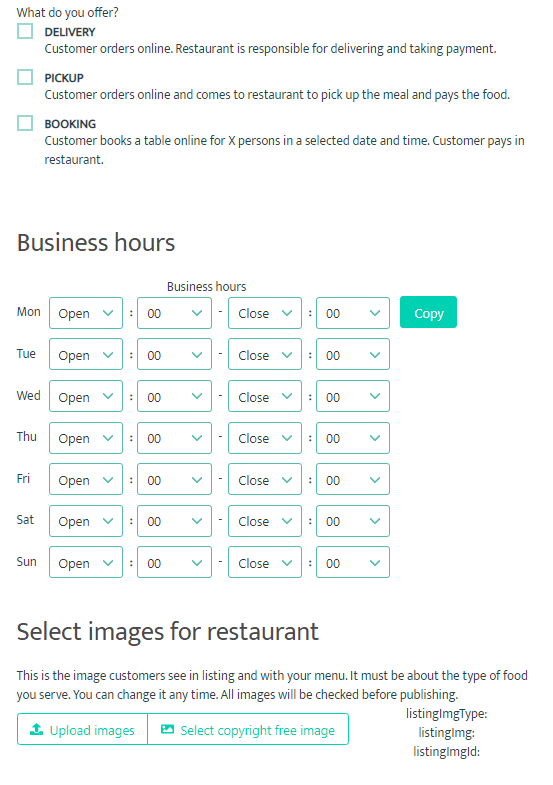 What do you offer?
DELIVERY
Customer orders online. Restaurant is responsible for delivering and taking payment.
PICKUP
Customer orders online and comes to restaurant to pick up the meal and pays the food.
BOOKING
Customer books a table online for X persons in a selected date and time. Customer pays in
restaurant.
Business hours
Business hours
Mon Open : 00 - Close : 00 Copy
Tue Open : 00 - Close : 00
Wed Open : 00 - Close : 00
Thu Open : 00 - Close : 00
Fri Open : 00 - Close : 00
Sat Open : 00 - Close : 00
Sun Open : 00 - Close : 00
Select images for restaurant
This is the image customers see in listing and with your menu. It must be about the type of food
you serve. You can change it any time. All images will be checked before publishing.
Upload images Select copyright free image
listingImgType:
listingImg:
listingImgId: